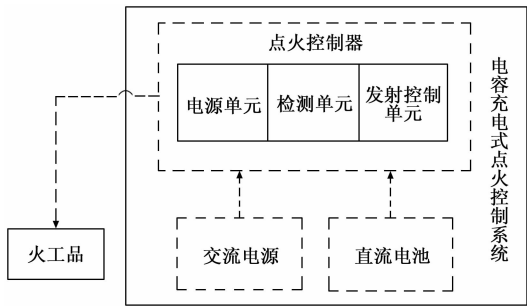 点火控制器
电源单元
检测单元
发射控制
单元
电容充电式点火控制系统
火工品
交流电源
直流电池